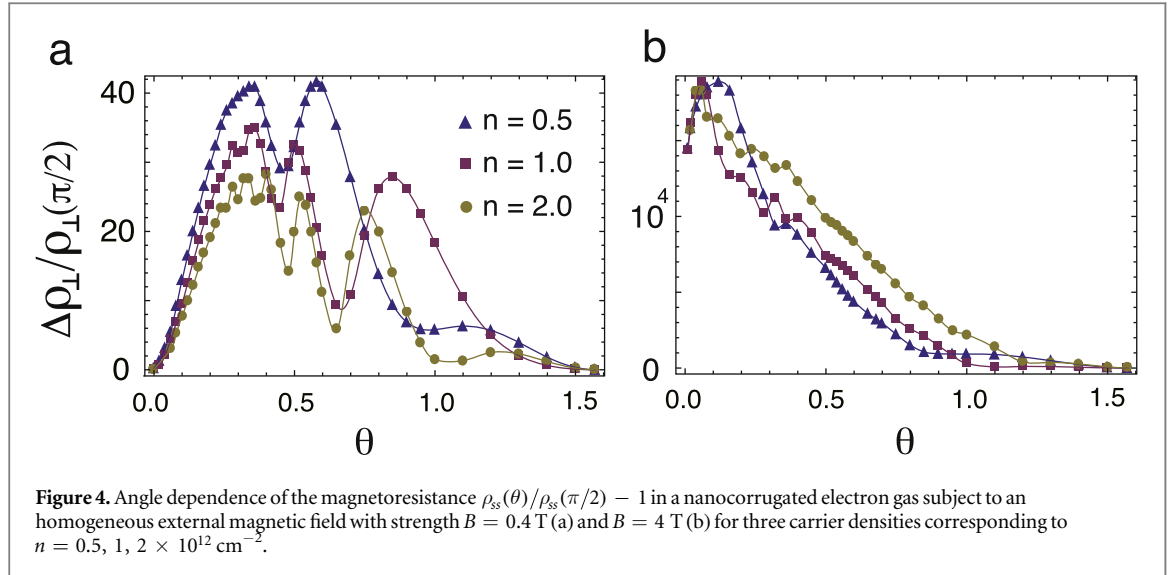 a
b
Δρ⊥/ρ⊥(π/2)
40
20
0
n = 0.5
n = 1.0
n = 2.0
0.0 0.5 1.0 1.5
θ
10⁴
0
0.0 0.5 1.0 1.5
θ
Figure 4. Angle dependence of the magnetoresistance ρss(θ)/ρss(π/2) − 1 in a nanocorrugated electron gas subject to an
homogeneous external magnetic field with strength B = 0.4 T (a) and B = 4 T (b) for three carrier densities corresponding to
n = 0.5, 1, 2 × 10¹² cm⁻².